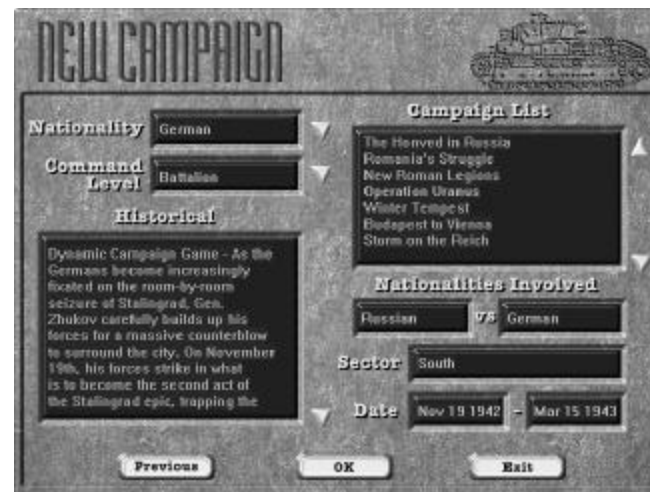 NEW CAMPAIGN
Nationality German
Command Level Battalion
Historical
Dynamic Campaign Game - As the
Germans become increasingly
fixated on the room-by-room
seizure of Stalingrad, Gen.
Zhukov carefully builds up his
forces for a massive counterblow
to surround the city. On November
19th, his forces strike in what
is to become the second act of
the Stalingrad epic, trapping the
Campaign List
The Honved in Russia
Romania's Struggle
New Roman Legions
Operation Uranus
Winter Tempest
Budapest to Vienna
Storm on the Reich
Nationalities Involved
Russian vs German
Sector South
Date Nov 19 1942 - Mar 15 1943
Previous OK Exit